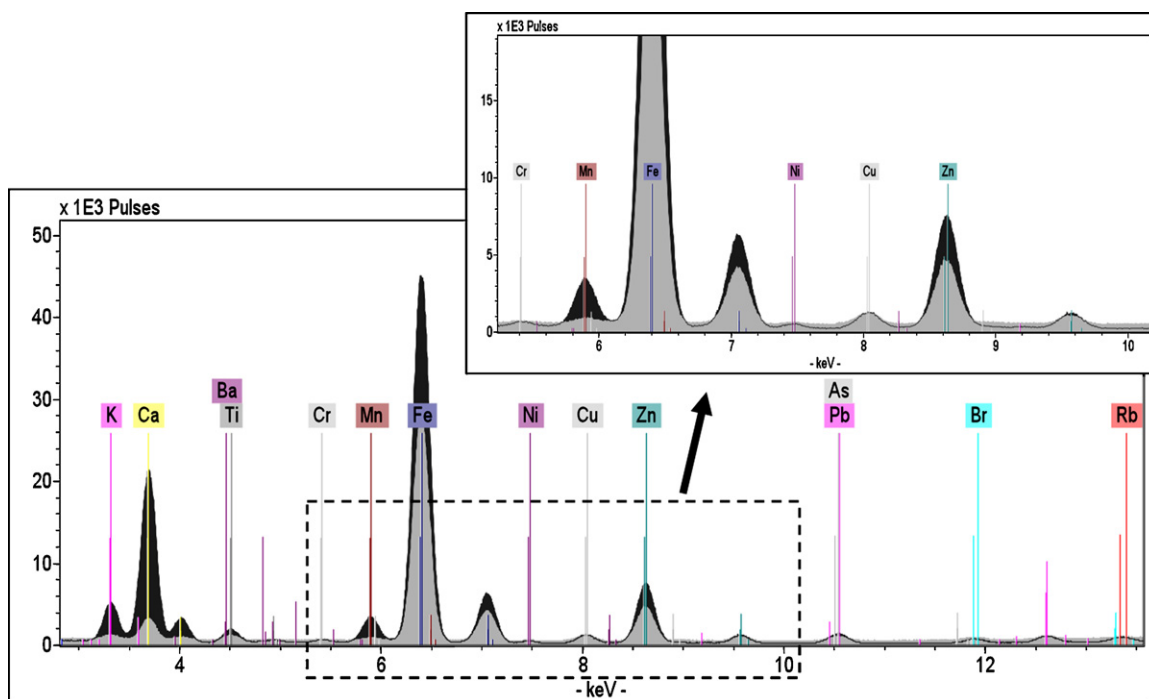 x 1E3 Pulses
15
10
5
0
Cr Mn Fe Ni Cu Zn
6 7 8 9 10
- keV -
x 1E3 Pulses
50
40
30
20
10
0
Ba As
K Ca Ti Cr Mn Fe Ni Cu Zn Pb Br Rb
4 6 8 10 12
- keV -